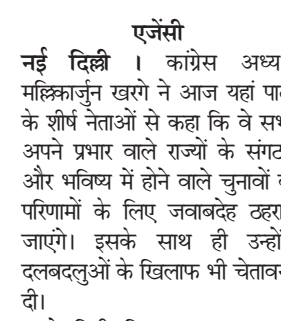 एजेंसी
नई दिल्ली । कांग्रेस अध्य
मल्लिकार्जुन खरगे ने आज यहां पा
के शीर्ष नेताओं से कहा कि वे सभ
अपने प्रभार वाले राज्यों के संगठ
और भविष्य में होने वाले चुनावों
परिणामों के लिए जवाबदेह ठहरा
जाएंगे। इसके साथ ही उन्हों
दलबदलुओं के खिलाफ भी चेताव
दी।